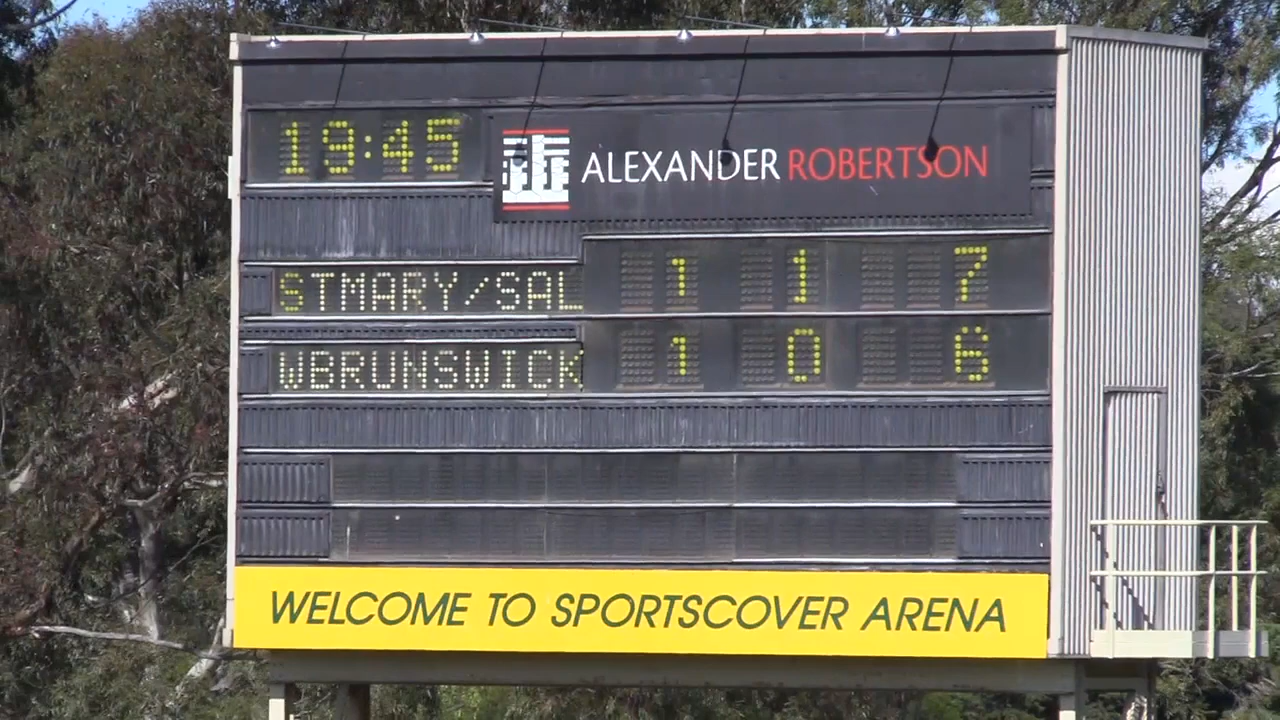 19:45
ALEXANDER ROBERTSON
STMARY/SAL 1 1 7
WBRUNSWICK 1 0 6
WELCOME TO SPORTSCOVER ARENA